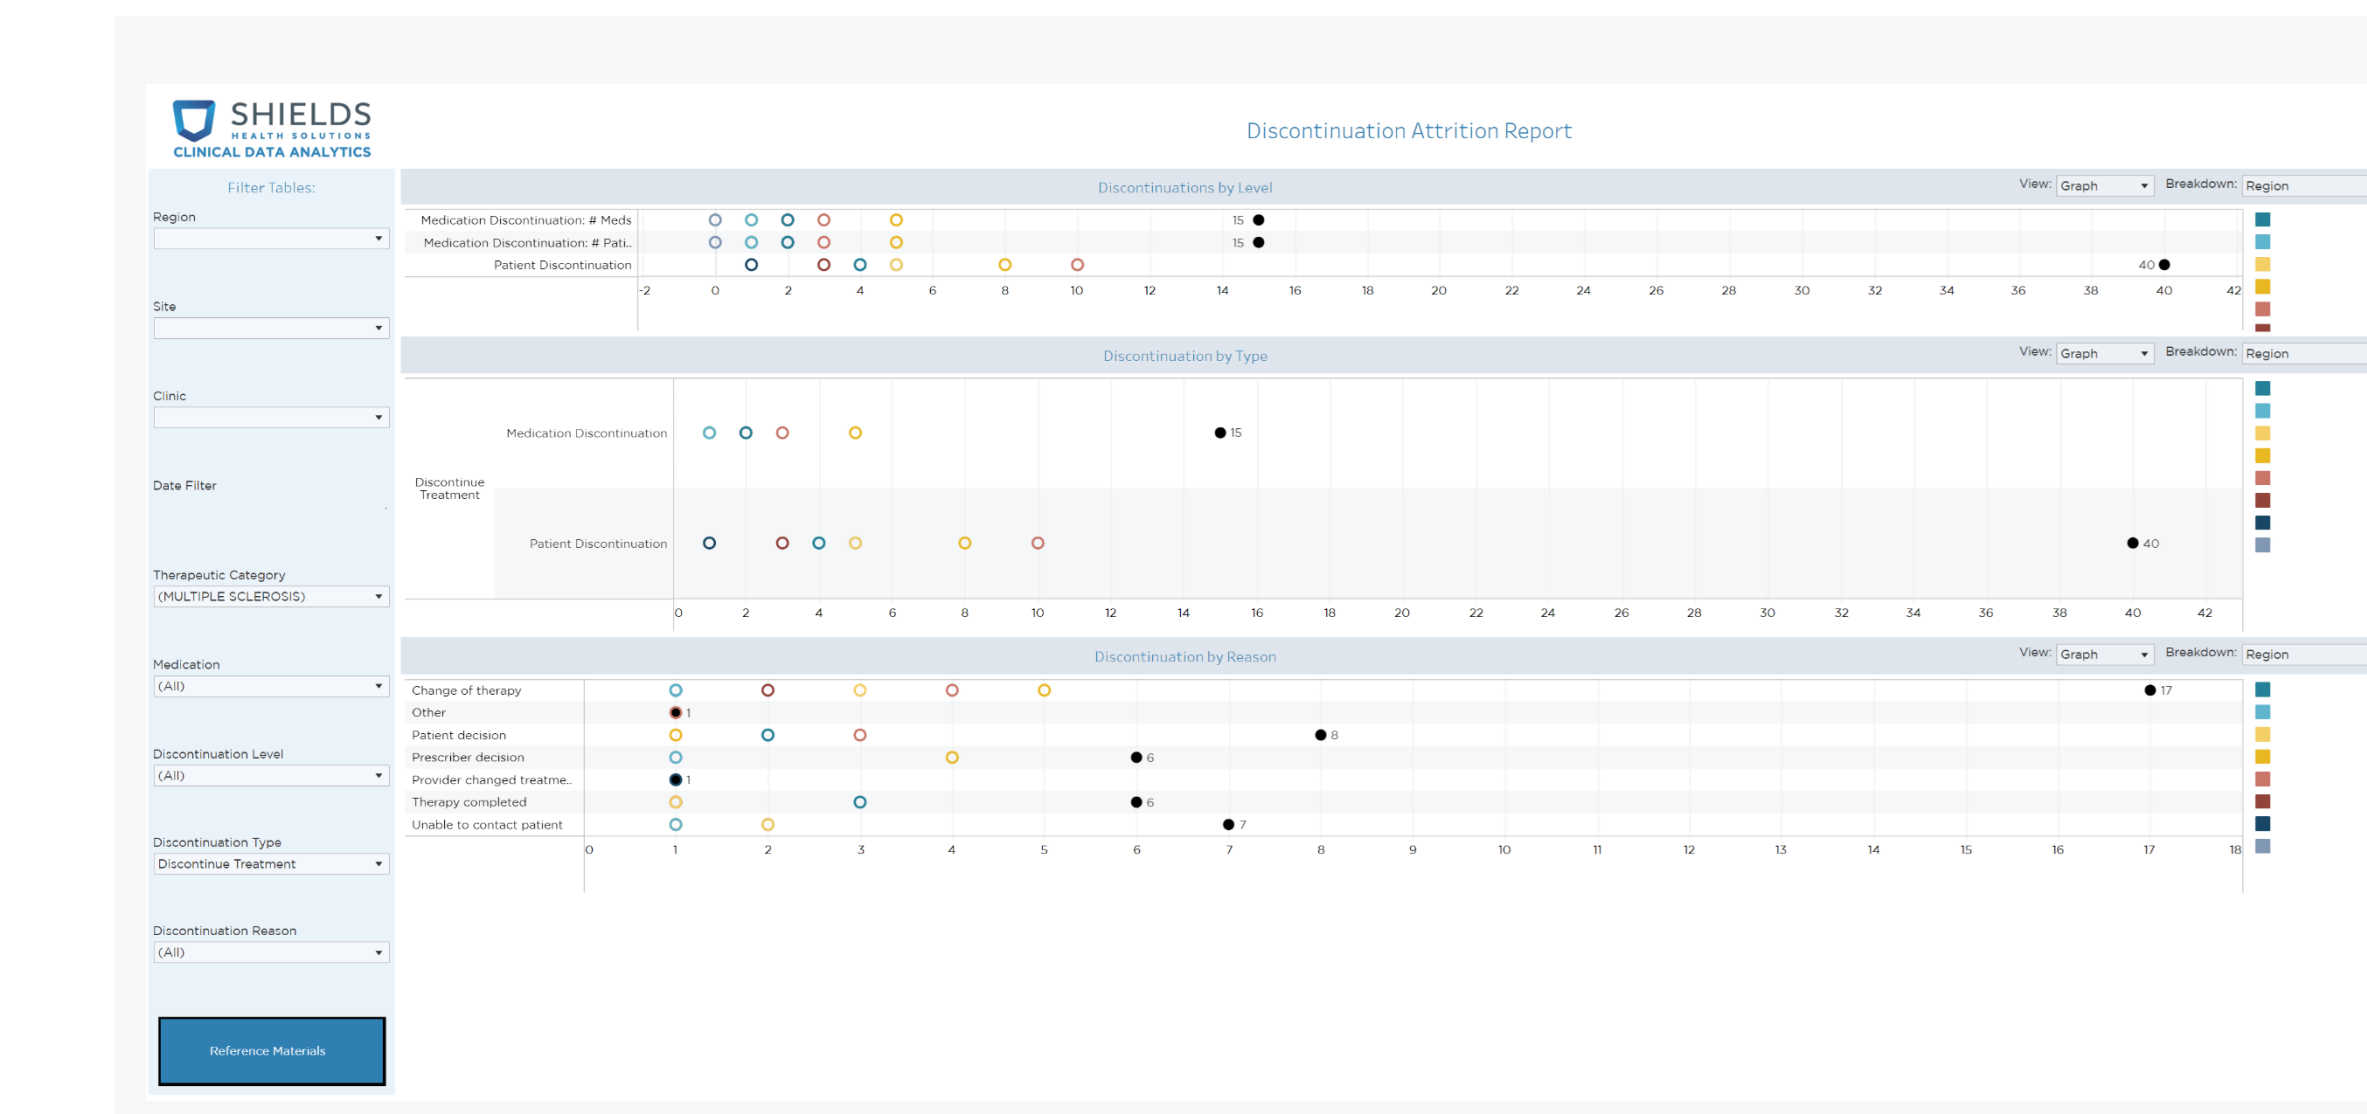 SHIELDS
HEALTH SOLUTIONS
CLINICAL DATA ANALYTICS
Discontinuation Attrition Report
Filter Tables:
Region
Site
Clinic
Date Filter
Therapeutic Category
(MULTIPLE SCLEROSIS)
Medication
(All)
Discontinuation Level
(All)
Discontinuation Type
Discontinue Treatment
Discontinuation Reason
(All)
Reference Materials
Discontinuations by Level
View: Graph Breakdown: Region
Medication Discontinuation: # Meds 15
Medication Discontinuation: # Pati.. 15
Patient Discontinuation 40
-2 0 2 4 6 8 10 12 14 16 18 20 22 24 26 28 30 32 34 36 38 40 42
Discontinuation by Type
View: Graph Breakdown: Region
Medication Discontinuation 15
Discontinue
Treatment
Patient Discontinuation 40
0 2 4 6 8 10 12 14 16 18 20 22 24 26 28 30 32 34 36 38 40 42
Discontinuation by Reason
View: Graph Breakdown: Region
Change of therapy 17
Other 1
Patient decision 8
Prescriber decision 6
Provider changed treatme.. 1
Therapy completed 6
Unable to contact patient 7
0 1 2 3 4 5 6 7 8 9 10 11 12 13 14 15 16 17 18